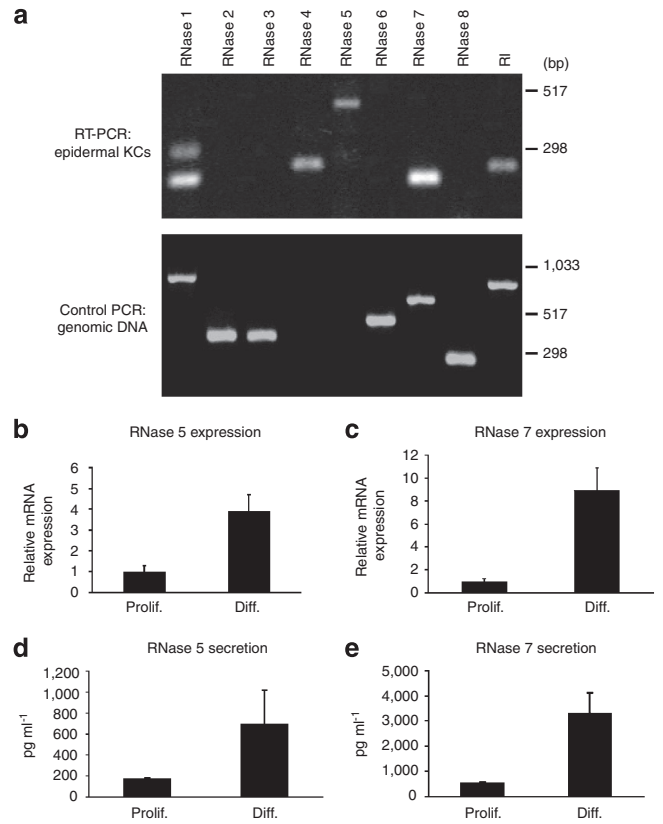 a
RNase 1
RNase 2
RNase 3
RNase 4
RNase 5
RNase 6
RNase 7
RNase 8
RI
(bp)
RT-PCR:
epidermal KCs
517
298
Control PCR:
genomic DNA
1,033
517
298
b
RNase 5 expression
Relative mRNA
expression
6
5
4
3
2
1
0
Prolif.
Diff.
c
RNase 7 expression
Relative mRNA
expression
12
10
8
6
4
2
0
Prolif.
Diff.
d
RNase 5 secretion
pg ml⁻¹
1,200
1,000
800
600
400
200
0
Prolif.
Diff.
e
RNase 7 secretion
pg ml⁻¹
5,000
4,000
3,000
2,000
1,000
0
Prolif.
Diff.